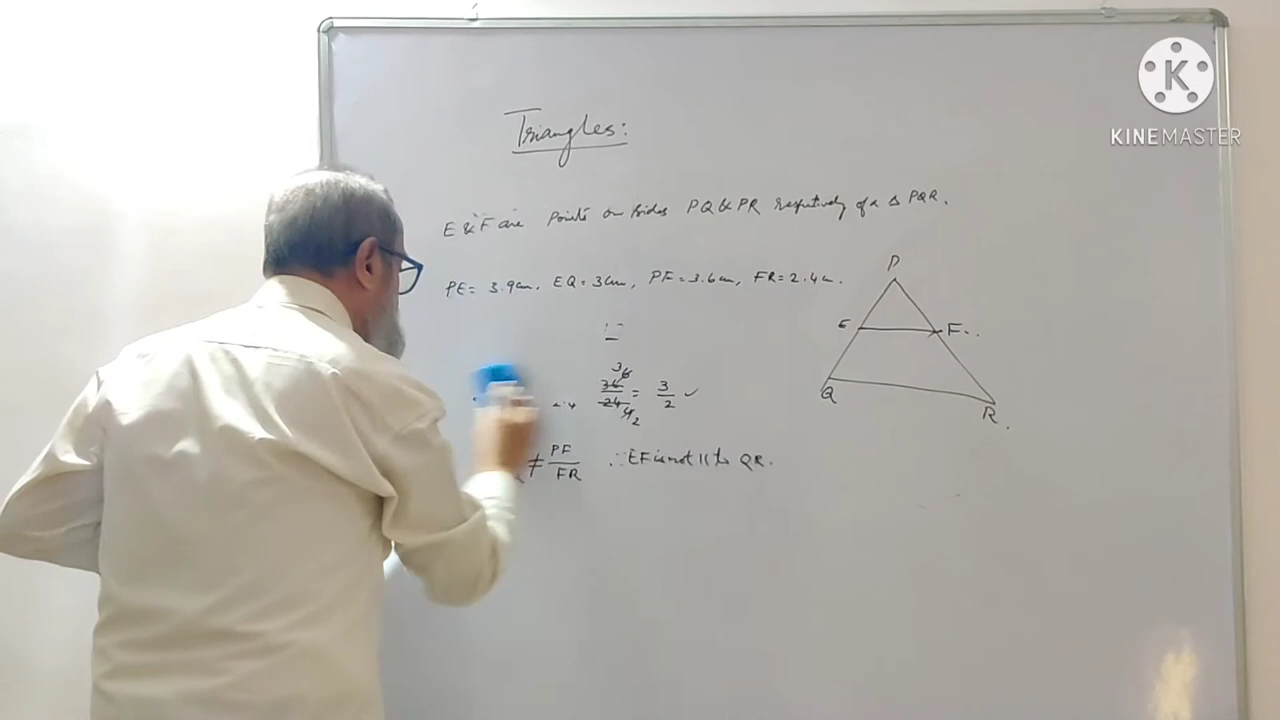 K
KINEMASTER
Triangles:
E & F are Points on sides PQ & PR respectively of a Δ PQR.
PE = 3.9cm, EQ = 3cm, PF = 3.6cm, FR = 2.4c.
P
E F
Q R
36/24 = 3/2 ✓
≠ PF/FR ∴ EF is not || to QR.